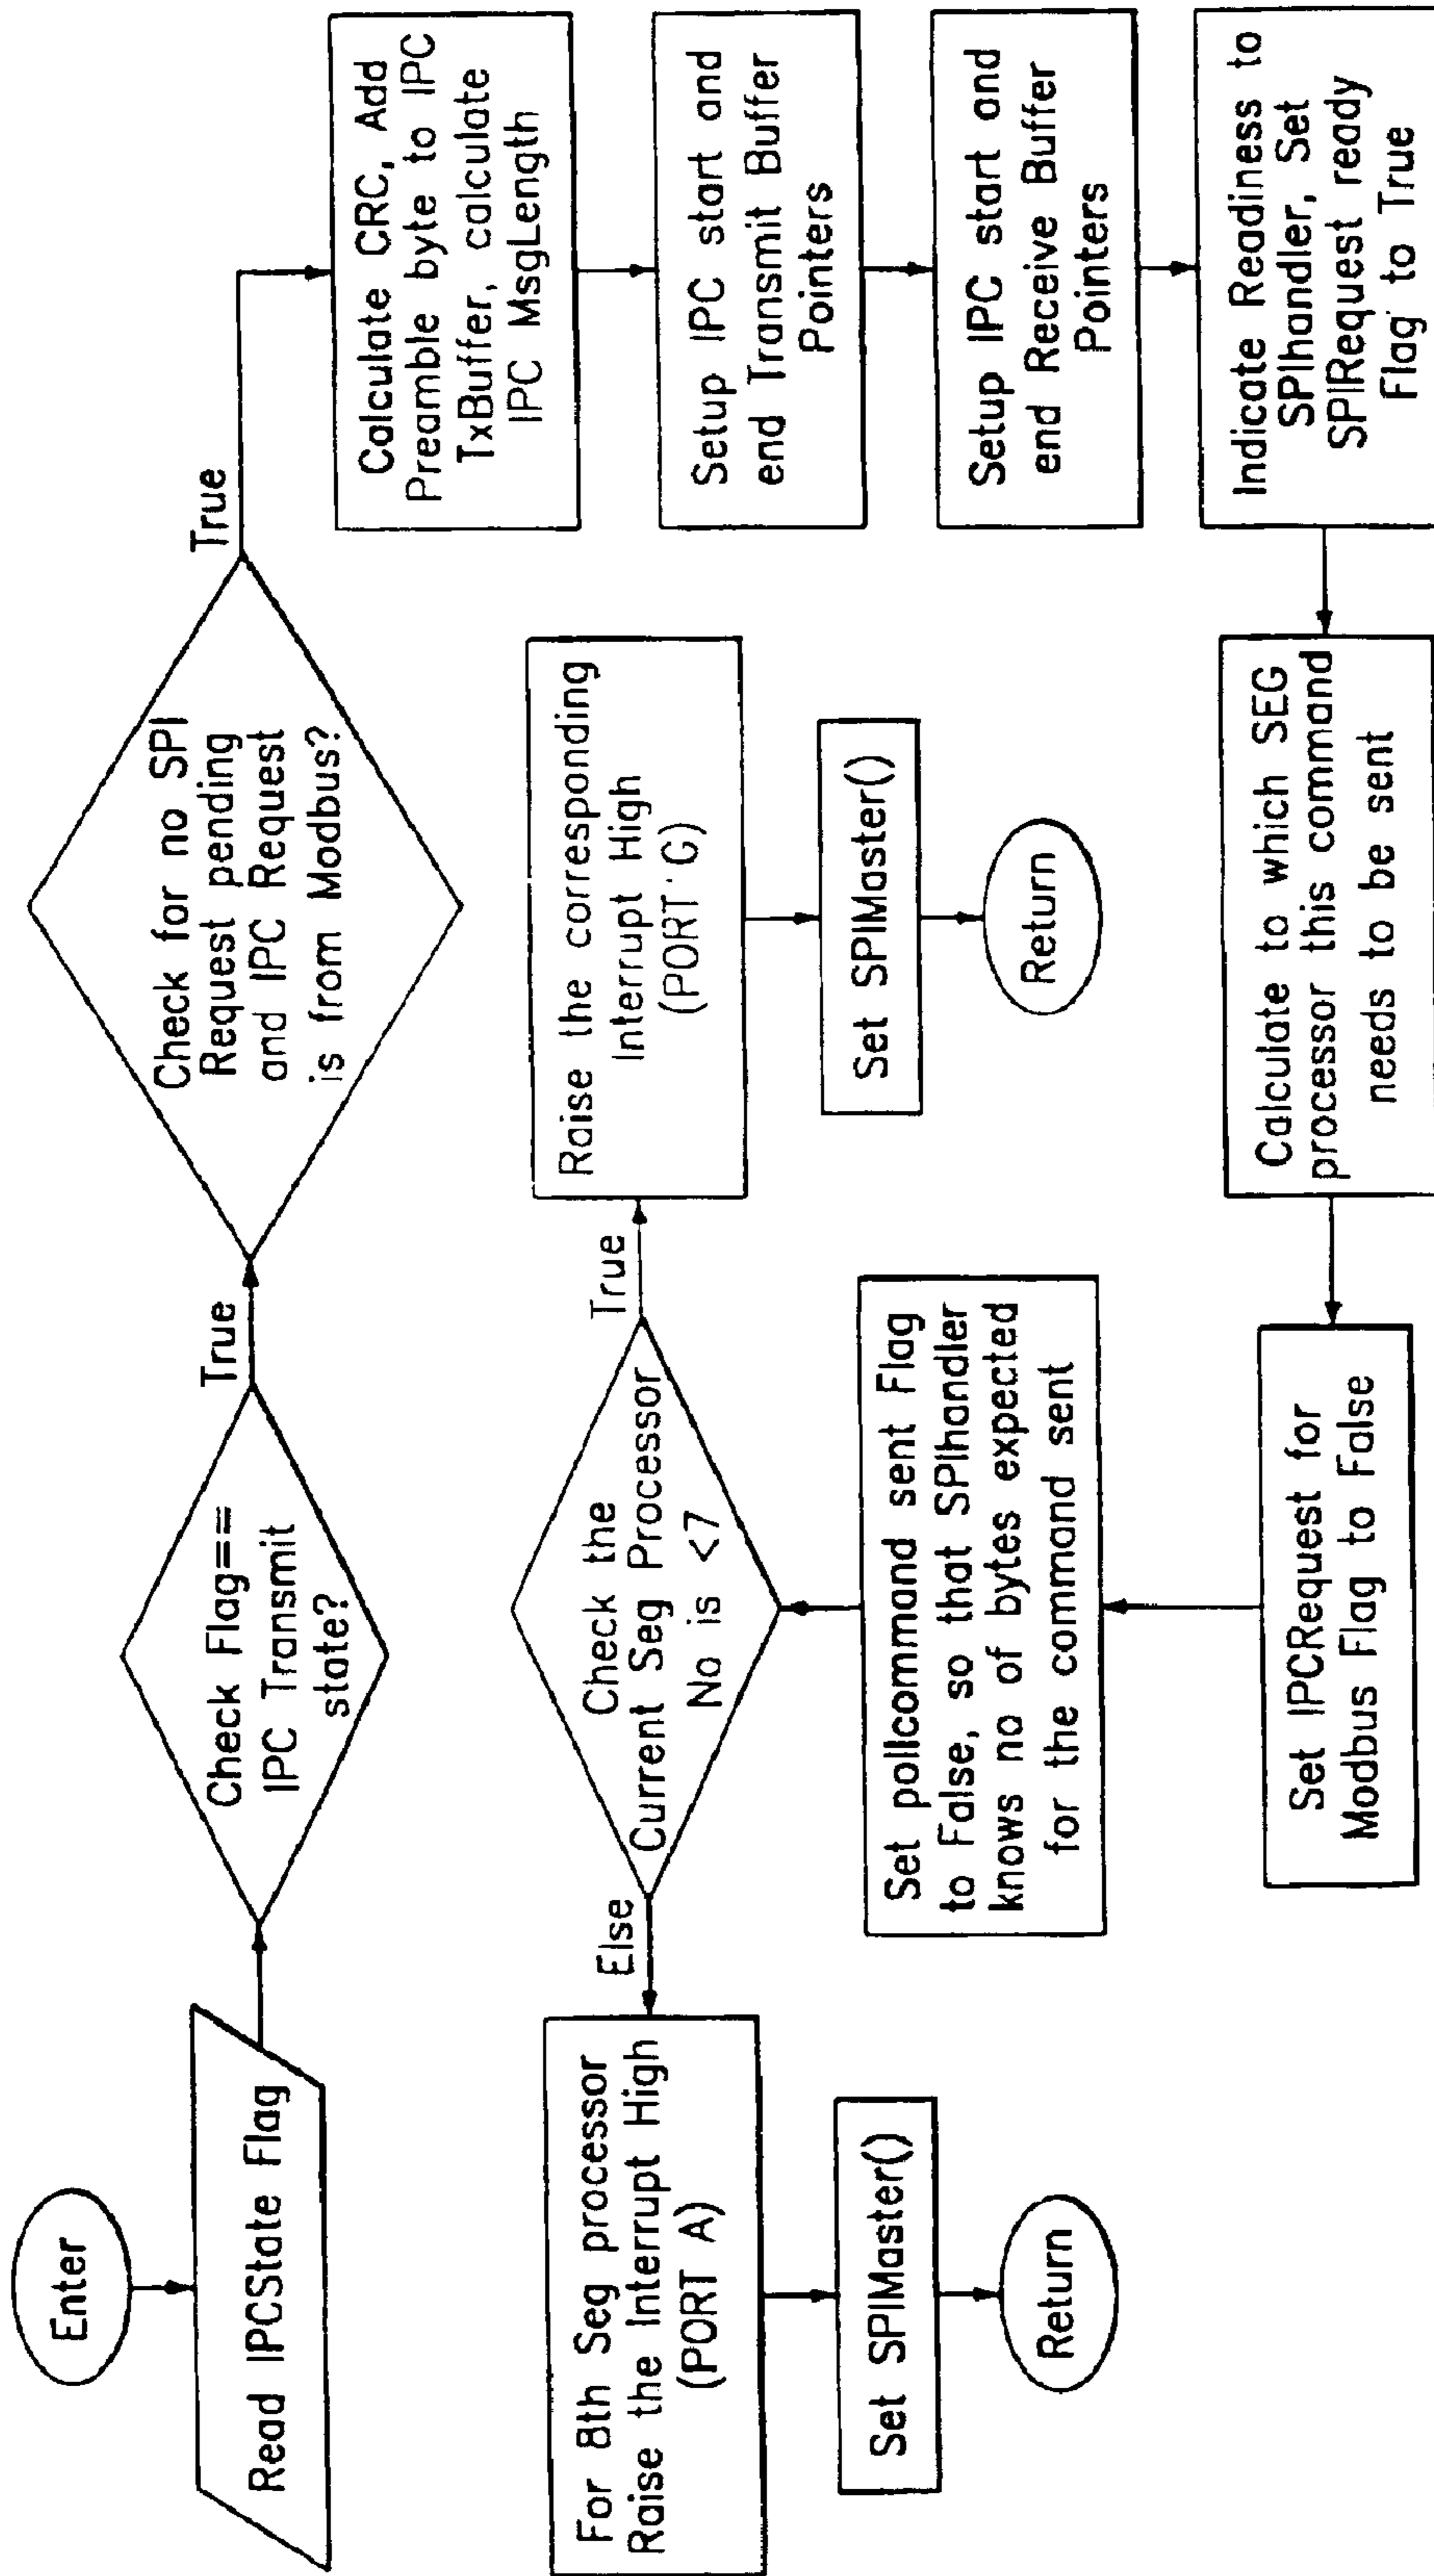 Enter
Read IPCState Flag
Check Flag==
IPC Transmit
state?
True
Check for no SPI
Request pending
and IPC Request
is from Modbus?
True
Calculate CRC, Add
Preamble byte to IPC
TxBuffer, calculate
IPC MsgLength
Setup IPC start and
end Transmit Buffer
Pointers
Setup IPC start and
end Receive Buffer
Pointers
Indicate Readiness to
SPIhandler, Set
SPIRequest ready
Flag to True
Calculate to which SEG
processor this command
needs to be sent
Set IPCRequest for
Modbus Flag to False
Set pollcommand sent Flag
to False, so that SPIhandler
knows no of bytes expected
for the command sent
Check the
Current Seg Processor
No is <7
True
Raise the corresponding
Interrupt High
(PORT G)
Set SPIMaster()
Return
Else
For 8th Seg processor
Raise the Interrupt High
(PORT A)
Set SPIMaster()
Return